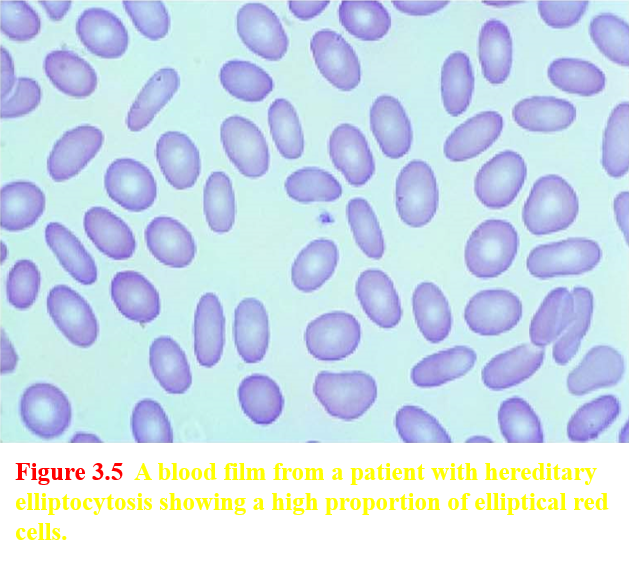 Figure 3.5  A blood film from a patient with hereditary
elliptocytosis showing a high proportion of elliptical red
cells.